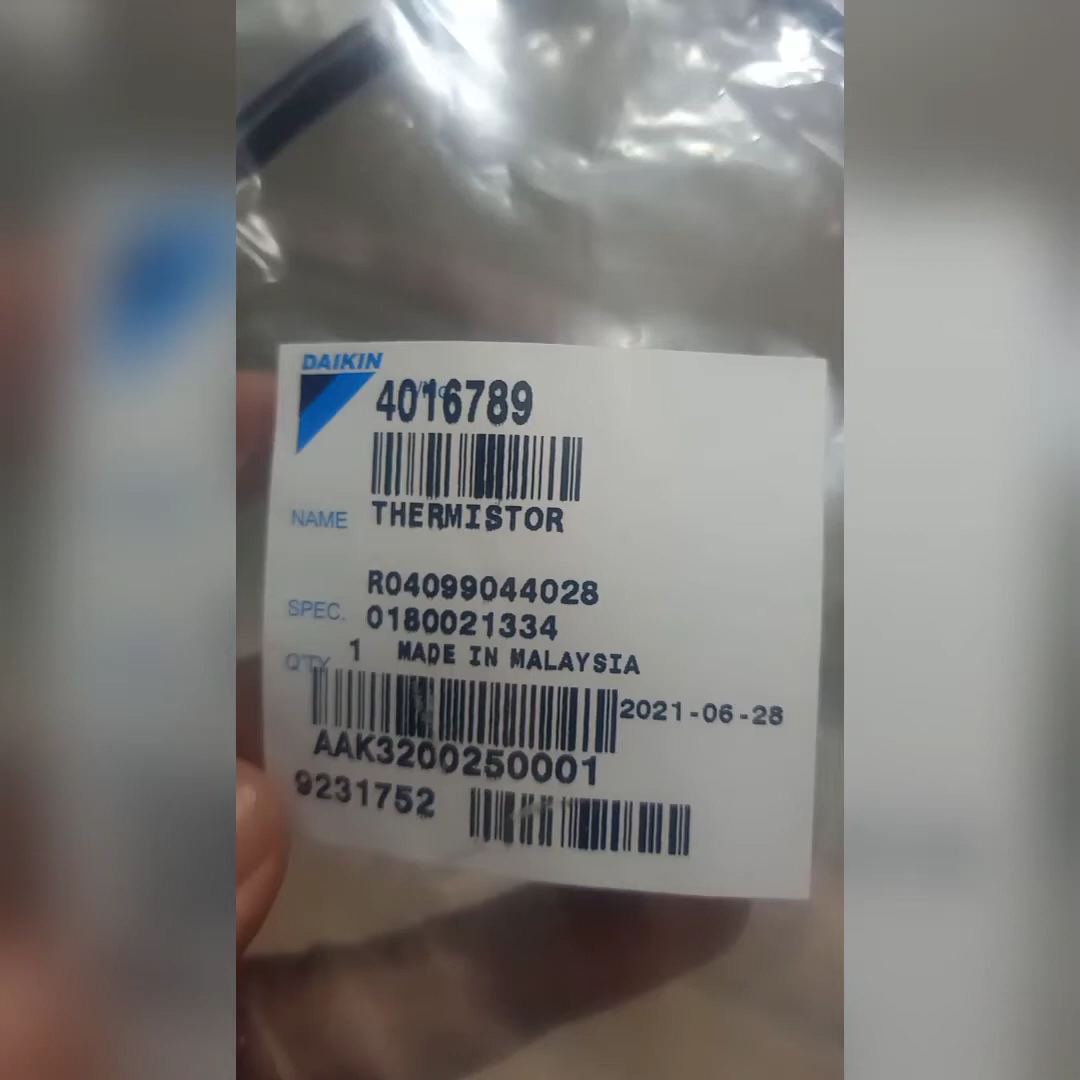 DAIKIN
4016789
NAME THERMISTOR
R04099044028
SPEC. 0180021334
Q'TY 1 MADE IN MALAYSIA
2021-06-28
AAK3200250001
9231752